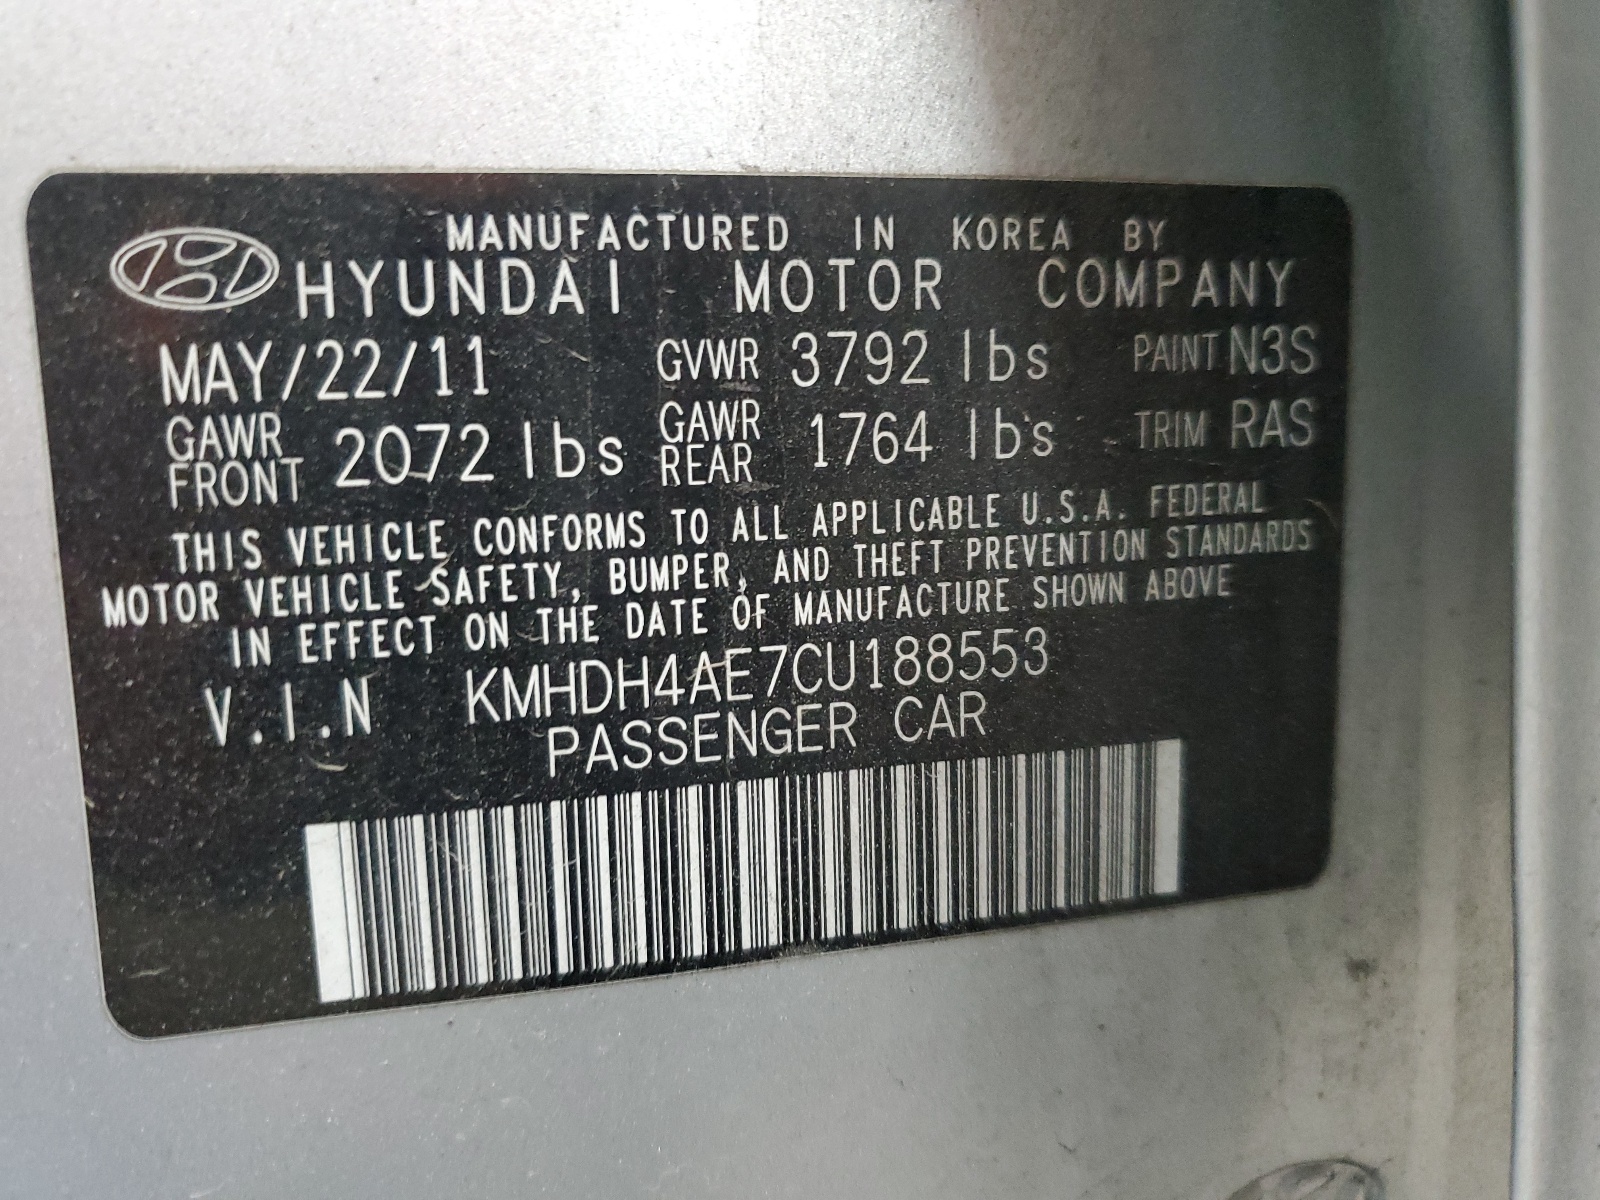 MANUFACTURED IN KOREA BY
HYUNDAI MOTOR COMPANY
MAY/22/11 GVWR 3792 lbs PAINT N3S
GAWR FRONT 2072 lbs GAWR REAR 1764 lbs TRIM RAS
THIS VEHICLE CONFORMS TO ALL APPLICABLE U.S.A. FEDERAL
MOTOR VEHICLE SAFETY, BUMPER, AND THEFT PREVENTION STANDARDS
IN EFFECT ON THE DATE OF MANUFACTURE SHOWN ABOVE
V.I.N KMHDH4AE7CU188553
PASSENGER CAR